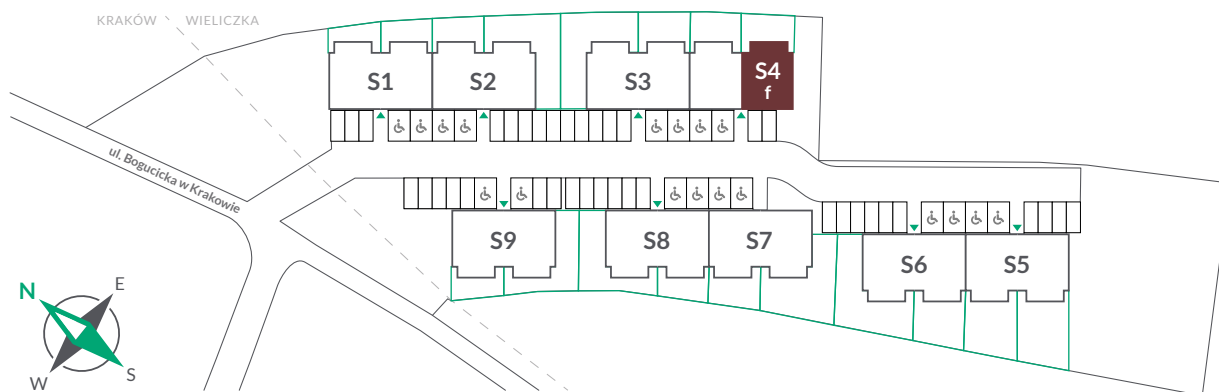 KRAKÓW WIELICZKA
S1
S2
S3
S4
f
ul. Bogucicka w Krakowie
S9
S8
S7
S6
S5
N
E
W
S